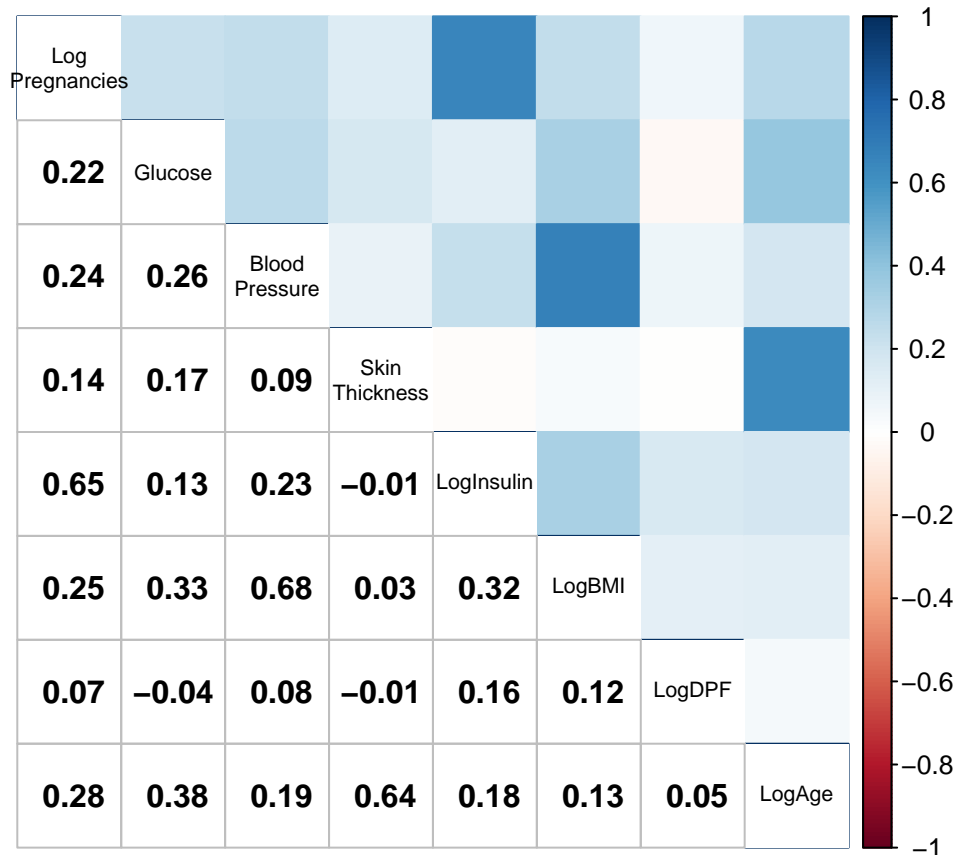 Log
Pregnancies
0.22 Glucose
0.24 0.26 Blood
Pressure
0.14 0.17 0.09 Skin
Thickness
0.65 0.13 0.23 −0.01 LogInsulin
0.25 0.33 0.68 0.03 0.32 LogBMI
0.07 −0.04 0.08 −0.01 0.16 0.12 LogDPF
0.28 0.38 0.19 0.64 0.18 0.13 0.05 LogAge
1
0.8
0.6
0.4
0.2
0
−0.2
−0.4
−0.6
−0.8
−1